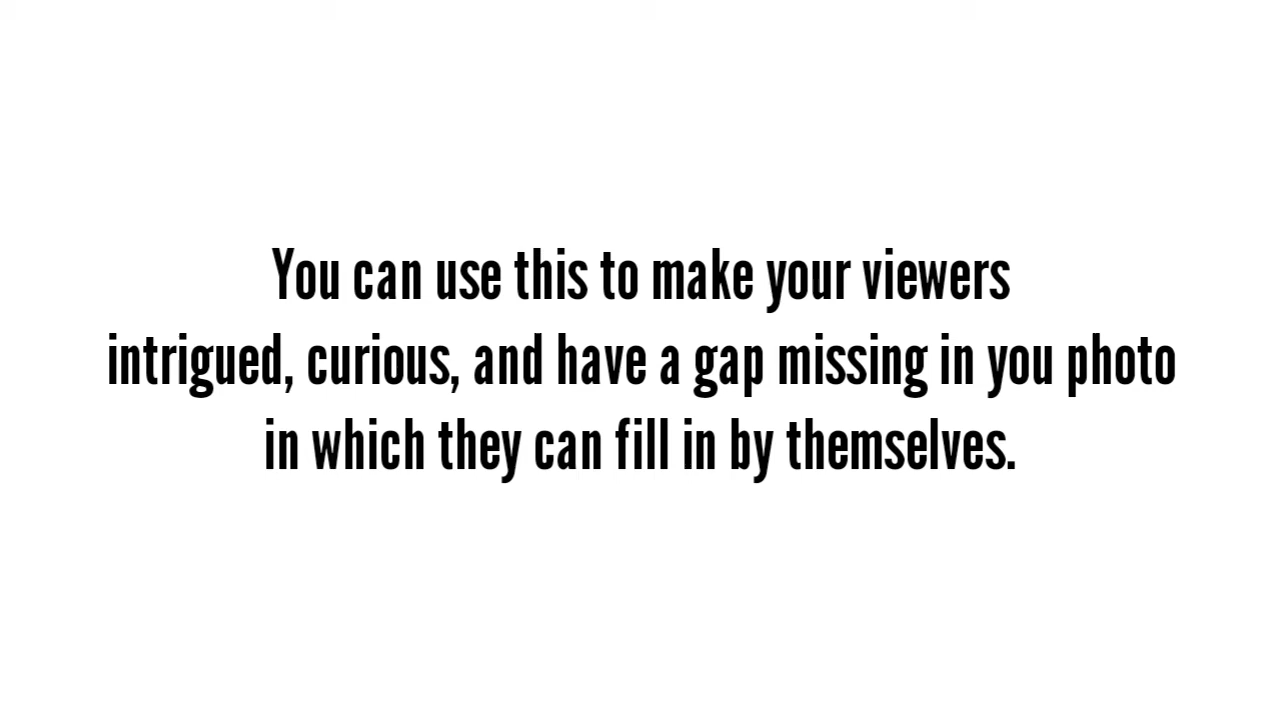 You can use this to make your viewers
intrigued, curious, and have a gap missing in you photo
in which they can fill in by themselves.